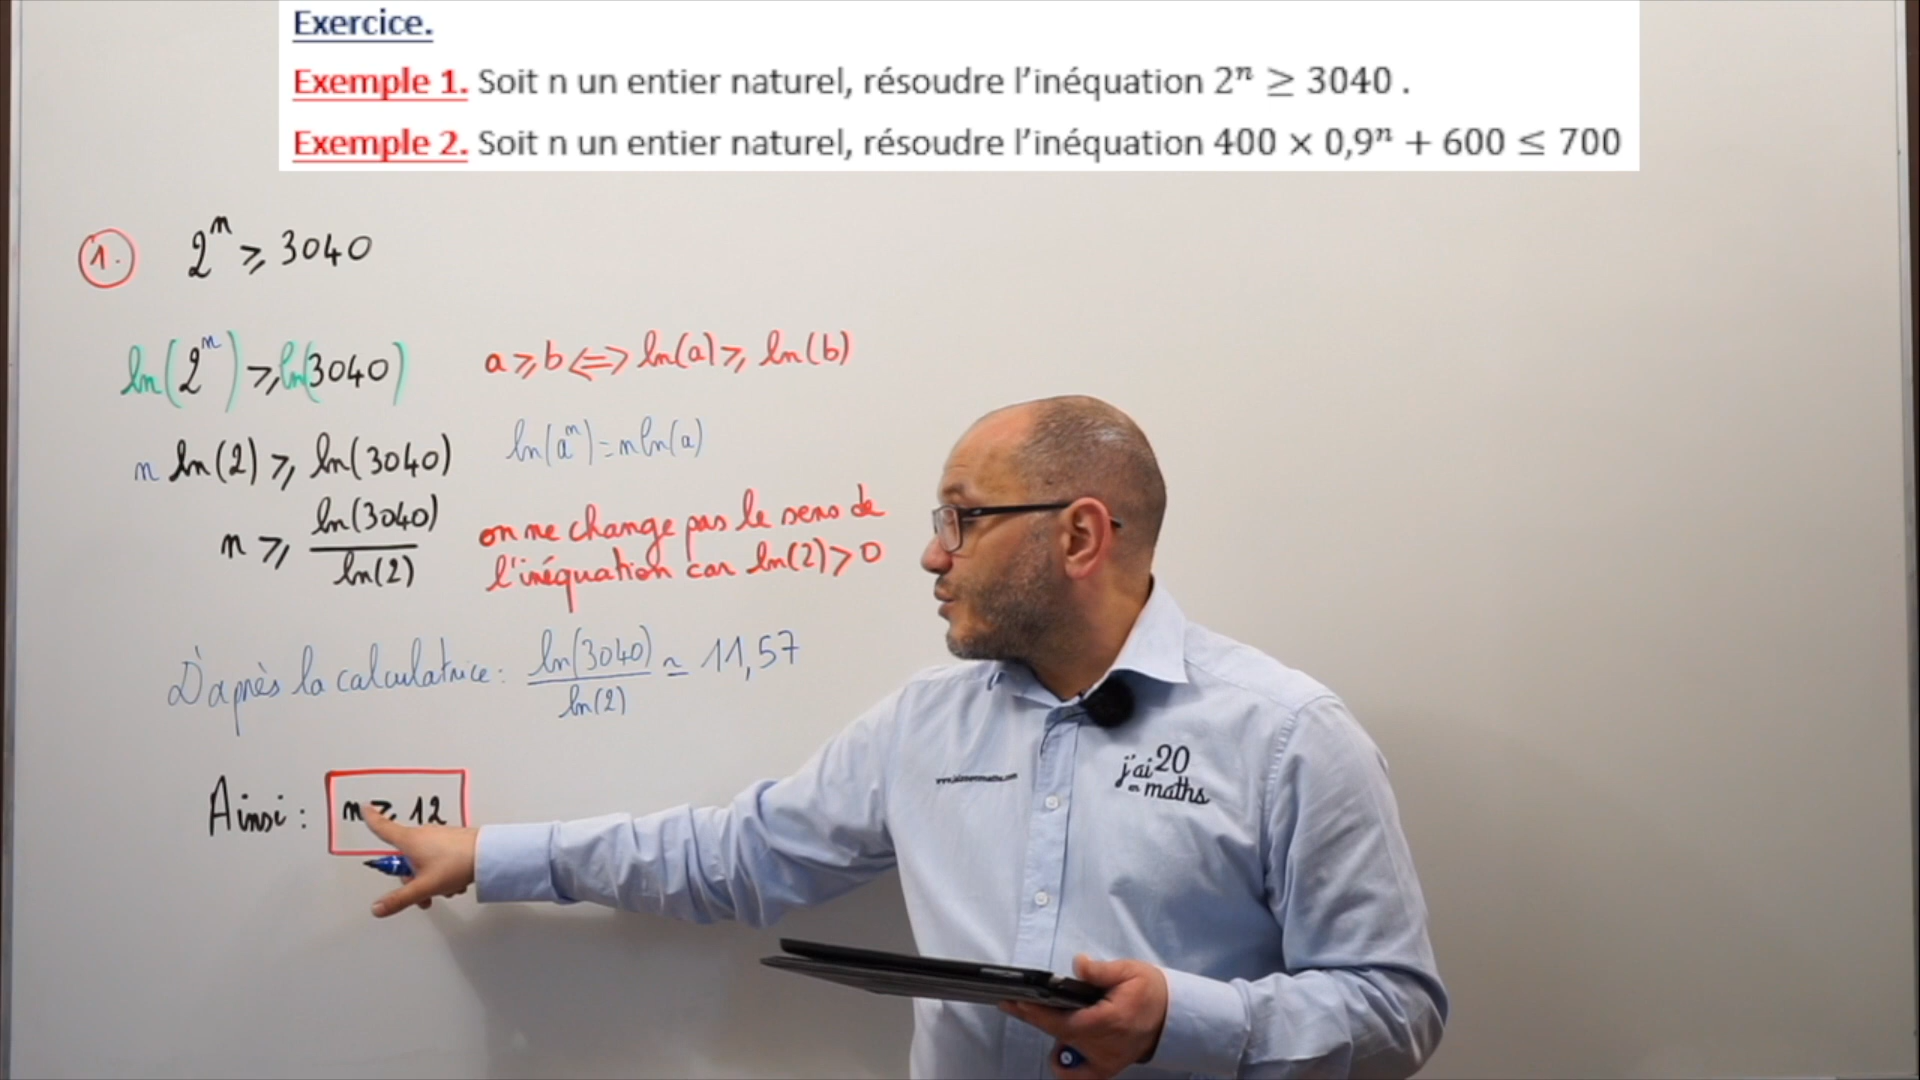 Exercice.
Exemple 1. Soit n un entier naturel, résoudre l'inéquation 2ⁿ ≥ 3040 .
Exemple 2. Soit n un entier naturel, résoudre l'inéquation 400 × 0,9ⁿ + 600 ≤ 700
1. 2ⁿ ⩾ 3040
ln(2ⁿ) ⩾ ln(3040) a ⩾ b <=> ln(a) ⩾ ln(b)
n ln(2) ⩾ ln(3040) ln(aⁿ) = n ln(a)
n ⩾ ln(3040) / ln(2) on ne change pas le sens de
l'inéquation car ln(2) > 0
D'après la calculatrice : ln(3040) / ln(2) ≃ 11,57
Ainsi : n ⩾ 12
j'ai 20
en maths